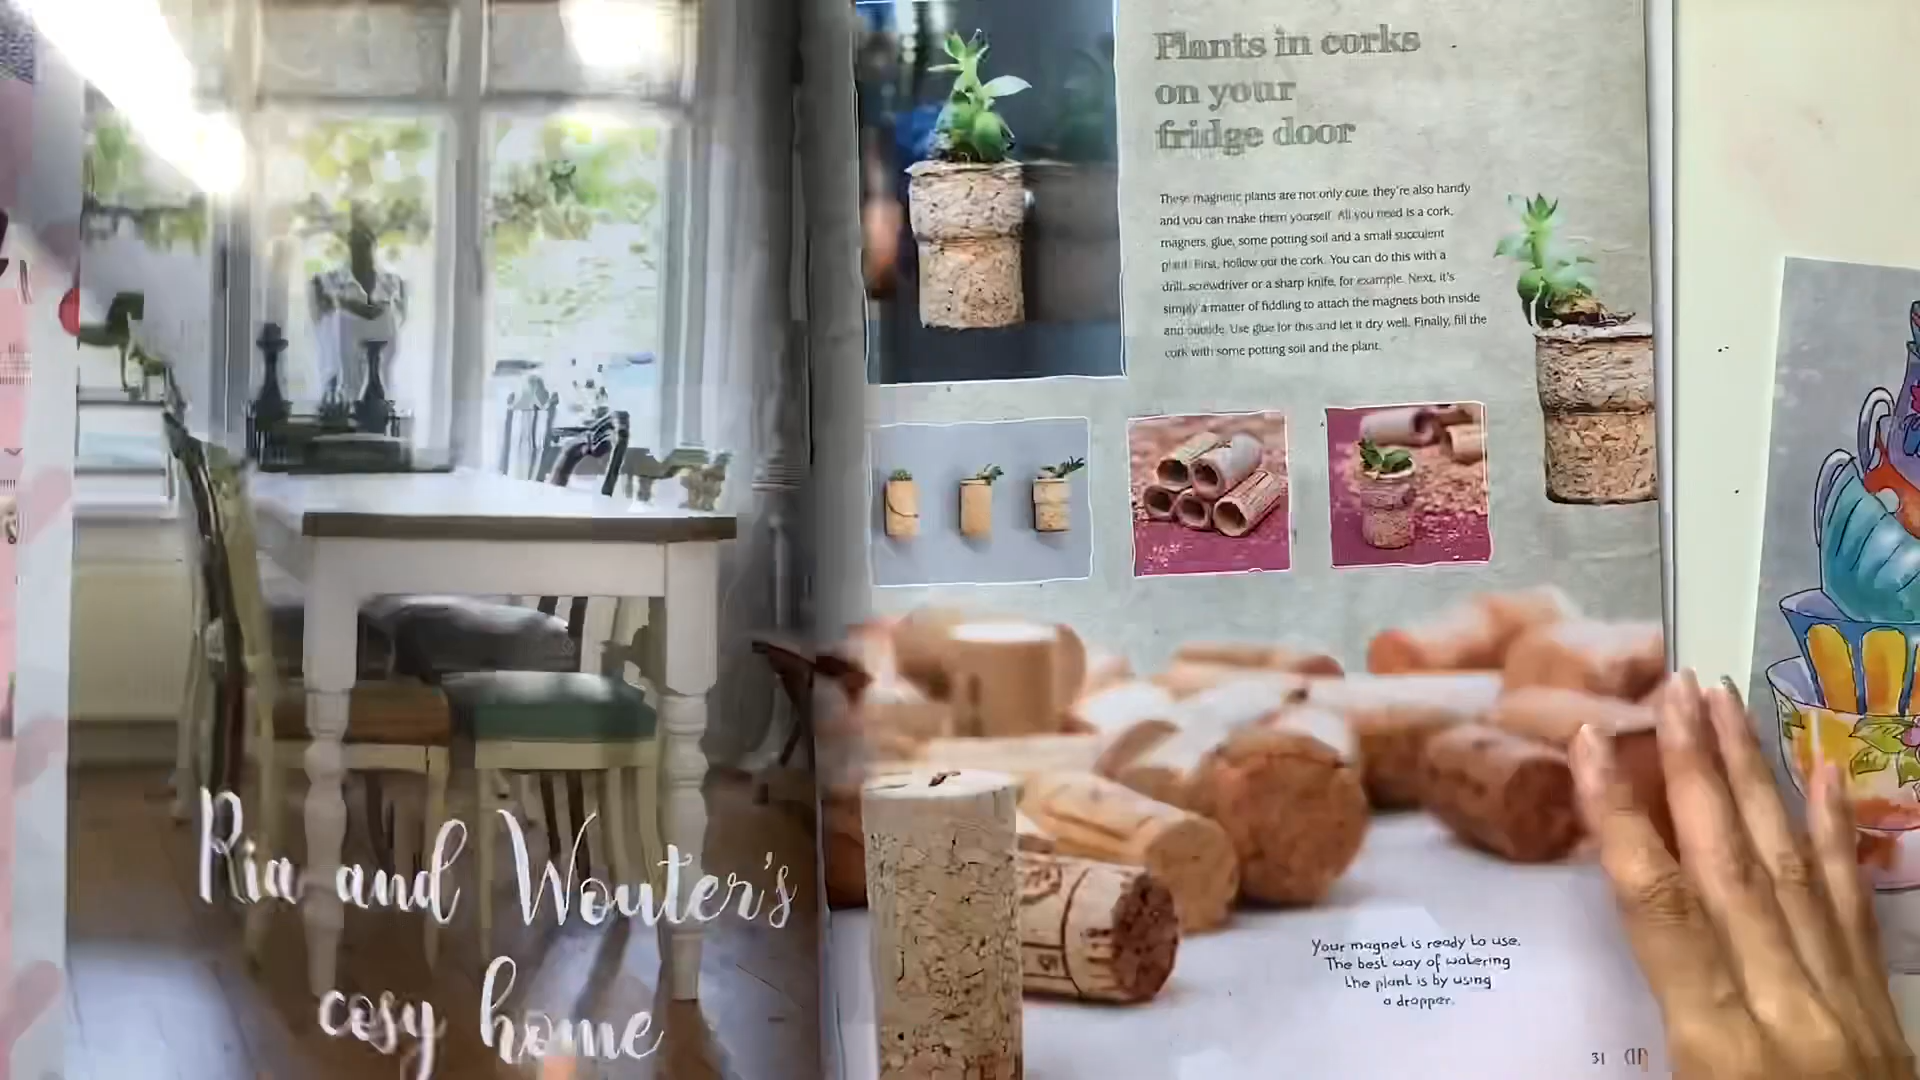 Ria and Wouter's
cosy home
Plants in corks
on your
fridge door
These magnetic plants are not only cute, they're also handy
and you can make them yourself. All you need is a cork,
magners, glue, some potting soil and a small succulent
plant. First, hollow out the cork. You can do this with a
drill, screwdriver or a sharp knife, for example. Next, it's
simply a matter of fiddling to attach the magnets both inside
and outside. Use glue for this and let it dry well. Finally, fill the
cork with some potting soil and the plant.
Your magnet is ready to use.
The best way of watering
the plant is by using
a dropper.
31